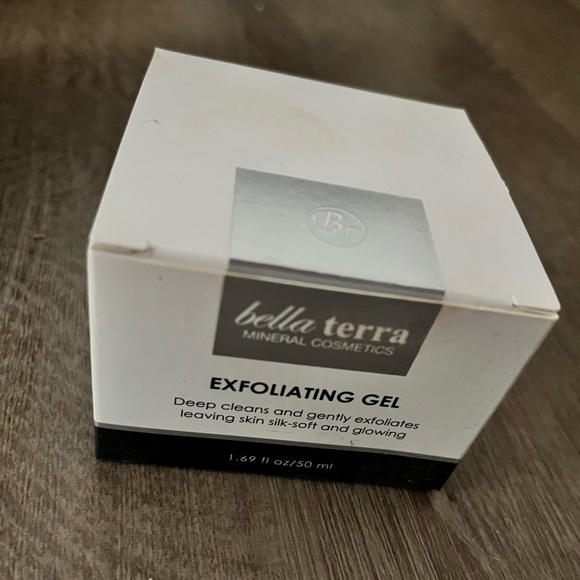 BT
bella terra
MINERAL COSMETICS
EXFOLIATING GEL
Deep cleans and gently exfoliates
leaving skin silk-soft and glowing
1.69 fl oz/50 ml